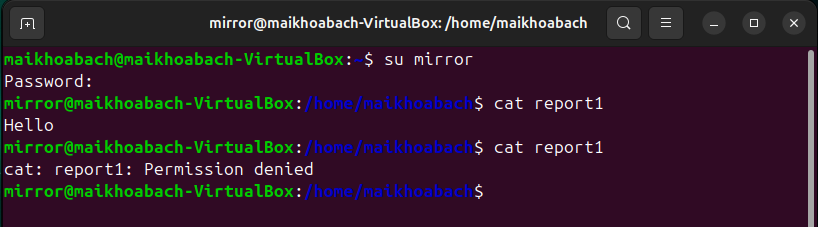 mirror@maikhoabach-VirtualBox: /home/maikhoabach
maikhoabach@maikhoabach-VirtualBox:~$ su mirror
Password:
mirror@maikhoabach-VirtualBox:/home/maikhoabach$ cat report1
Hello
mirror@maikhoabach-VirtualBox:/home/maikhoabach$ cat report1
cat: report1: Permission denied
mirror@maikhoabach-VirtualBox:/home/maikhoabach$